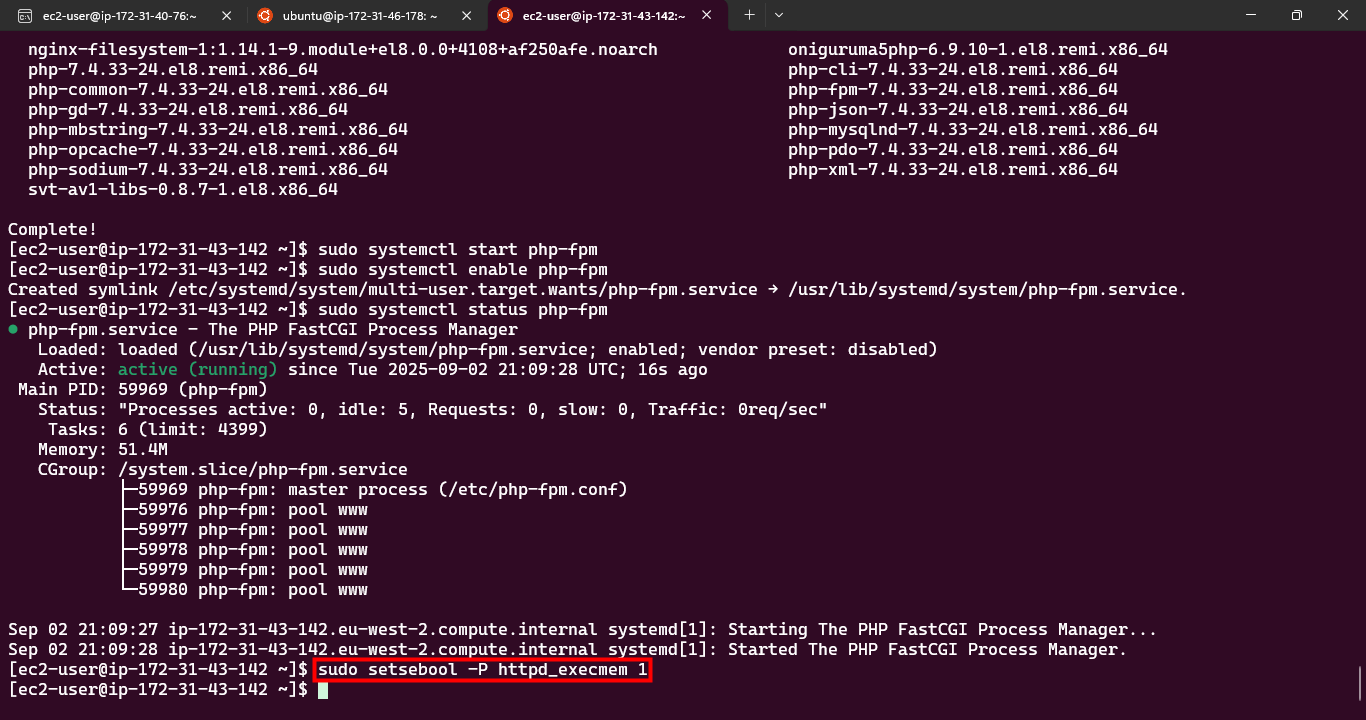 ec2-user@ip-172-31-40-76:~ ubuntu@ip-172-31-46-178: ~ ec2-user@ip-172-31-43-142:~
nginx-filesystem-1:1.14.1-9.module+el8.0.0+4108+af250afe.noarch oniguruma5php-6.9.10-1.el8.remi.x86_64
php-7.4.33-24.el8.remi.x86_64 php-cli-7.4.33-24.el8.remi.x86_64
php-common-7.4.33-24.el8.remi.x86_64 php-fpm-7.4.33-24.el8.remi.x86_64
php-gd-7.4.33-24.el8.remi.x86_64 php-json-7.4.33-24.el8.remi.x86_64
php-mbstring-7.4.33-24.el8.remi.x86_64 php-mysqlnd-7.4.33-24.el8.remi.x86_64
php-opcache-7.4.33-24.el8.remi.x86_64 php-pdo-7.4.33-24.el8.remi.x86_64
php-sodium-7.4.33-24.el8.remi.x86_64 php-xml-7.4.33-24.el8.remi.x86_64
svt-av1-libs-0.8.7-1.el8.x86_64
Complete!
[ec2-user@ip-172-31-43-142 ~]$ sudo systemctl start php-fpm
[ec2-user@ip-172-31-43-142 ~]$ sudo systemctl enable php-fpm
Created symlink /etc/systemd/system/multi-user.target.wants/php-fpm.service → /usr/lib/systemd/system/php-fpm.service.
[ec2-user@ip-172-31-43-142 ~]$ sudo systemctl status php-fpm
● php-fpm.service - The PHP FastCGI Process Manager
Loaded: loaded (/usr/lib/systemd/system/php-fpm.service; enabled; vendor preset: disabled)
Active: active (running) since Tue 2025-09-02 21:09:28 UTC; 16s ago
Main PID: 59969 (php-fpm)
Status: "Processes active: 0, idle: 5, Requests: 0, slow: 0, Traffic: 0req/sec"
Tasks: 6 (limit: 4399)
Memory: 51.4M
CGroup: /system.slice/php-fpm.service
├─59969 php-fpm: master process (/etc/php-fpm.conf)
├─59976 php-fpm: pool www
├─59977 php-fpm: pool www
├─59978 php-fpm: pool www
├─59979 php-fpm: pool www
└─59980 php-fpm: pool www
Sep 02 21:09:27 ip-172-31-43-142.eu-west-2.compute.internal systemd[1]: Starting The PHP FastCGI Process Manager...
Sep 02 21:09:28 ip-172-31-43-142.eu-west-2.compute.internal systemd[1]: Started The PHP FastCGI Process Manager.
[ec2-user@ip-172-31-43-142 ~]$ sudo setsebool -P httpd_execmem 1
[ec2-user@ip-172-31-43-142 ~]$